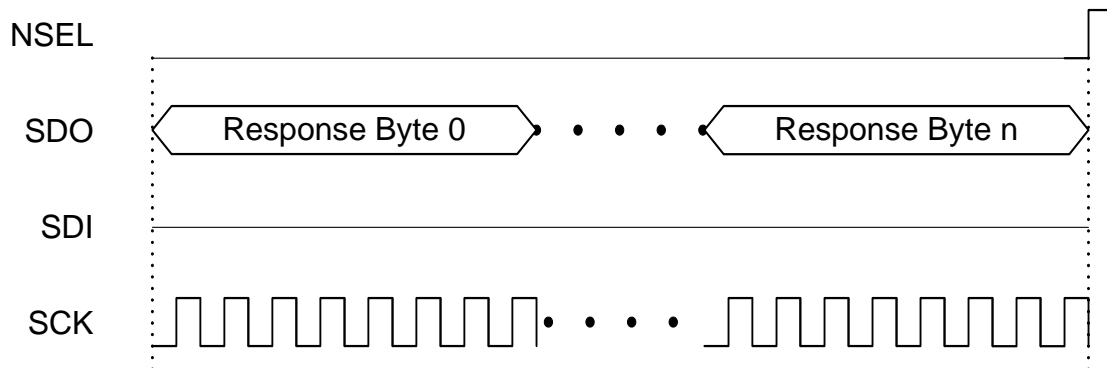 NSEL
SDO Response Byte 0 Response Byte n
SDI
SCK